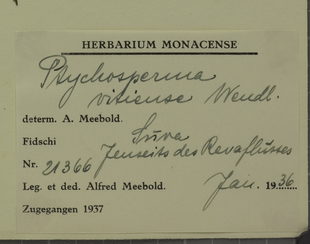 HERBARIUM MONACENSE
Ptychosperma
vitiense Wendl.
determ. A. Meebold.
Suva
Fidschi
Jenseits des Revaflusses
Nr. 21366
Leg. et ded. Alfred Meebold.
Jan. 1936
Zugegangen 1937